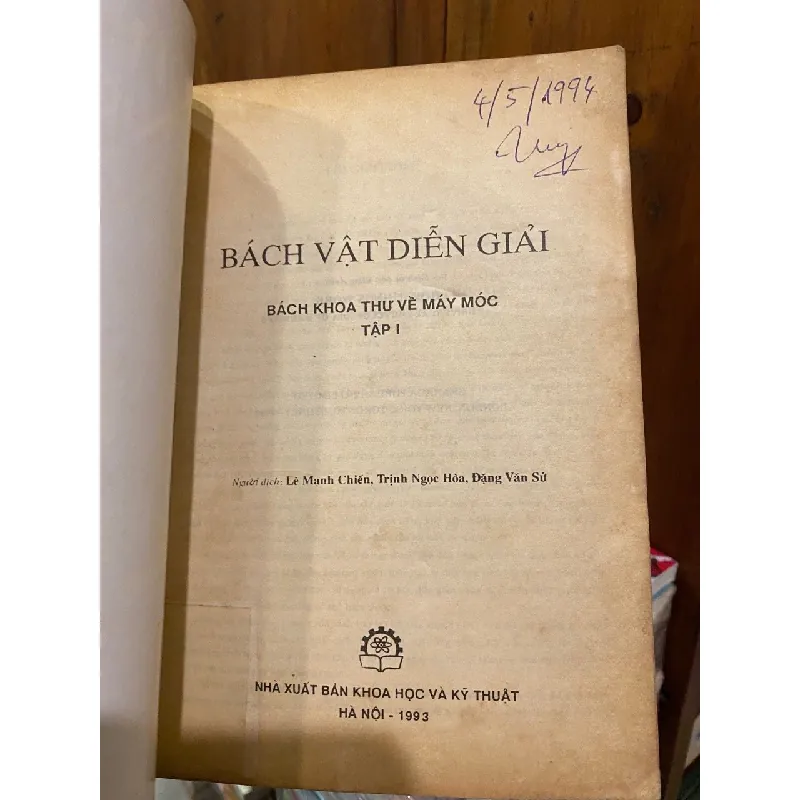 4/5/1994
BÁCH VẬT DIỄN GIẢI
BÁCH KHOA THƯ VỀ MÁY MÓC
TẬP I
Người dịch: Lê Mạnh Chiến, Trịnh Ngọc Hòa, Đặng Văn Sử
NHÀ XUẤT BẢN KHOA HỌC VÀ KỸ THUẬT
HÀ NỘI - 1993